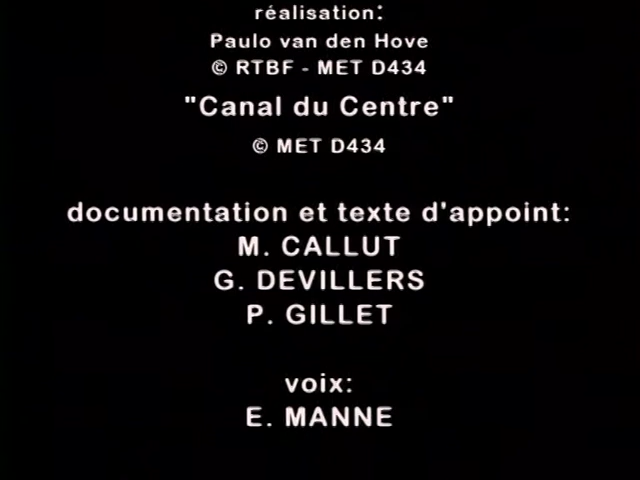 réalisation:
Paulo van den Hove
© RTBF - MET D434
"Canal du Centre"
© MET D434
documentation et texte d'appoint:
M. CALLUT
G. DEVILLERS
P. GILLET
voix:
E. MANNE